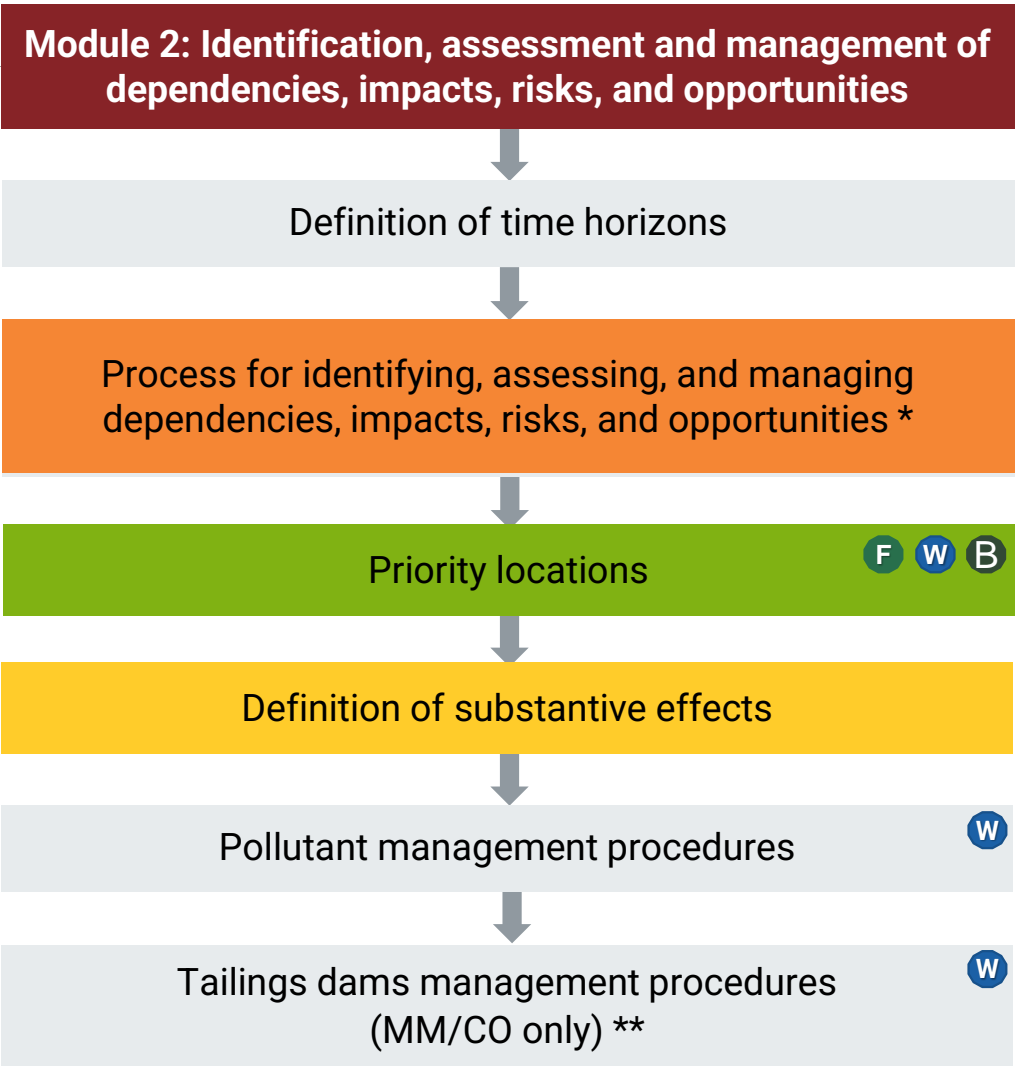 Module 2: Identification, assessment and management of
dependencies, impacts, risks, and opportunities
Definition of time horizons
Process for identifying, assessing, and managing
dependencies, impacts, risks, and opportunities *
Priority locations
F W B
Definition of substantive effects
Pollutant management procedures
W
Tailings dams management procedures
(MM/CO only) **
W